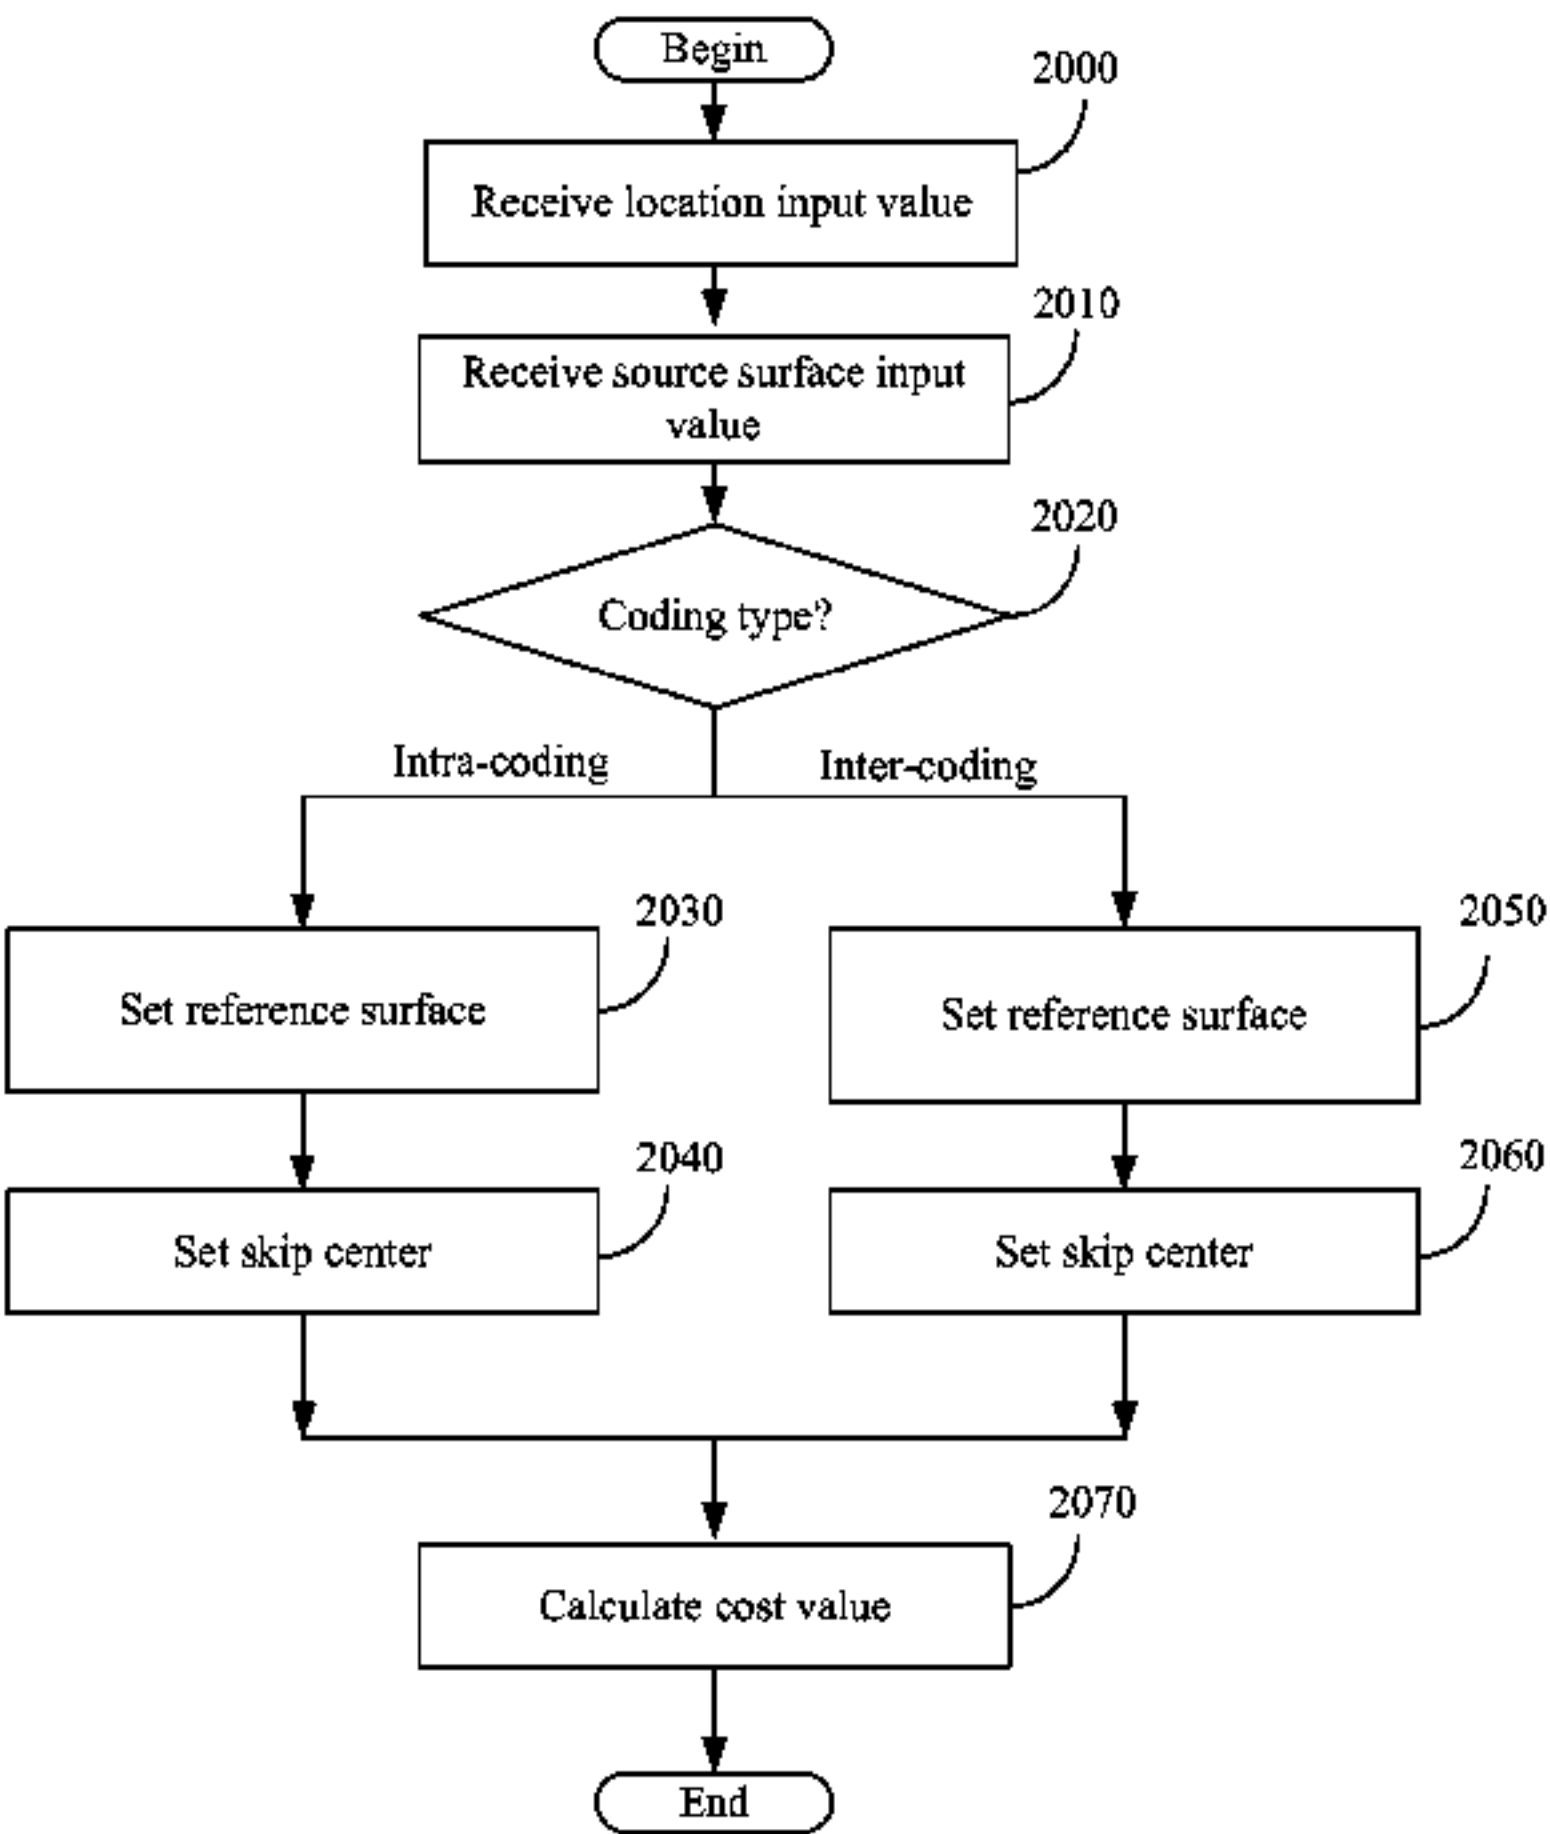 Begin
2000
Receive location input value
2010
Receive source surface input
value
2020
Coding type?
Intra-coding
Inter-coding
2030
Set reference surface
2050
Set reference surface
2040
Set skip center
2060
Set skip center
2070
Calculate cost value
End